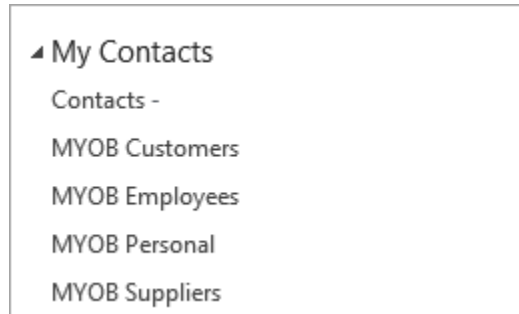 My Contacts
Contacts -
MYOB Customers
MYOB Employees
MYOB Personal
MYOB Suppliers